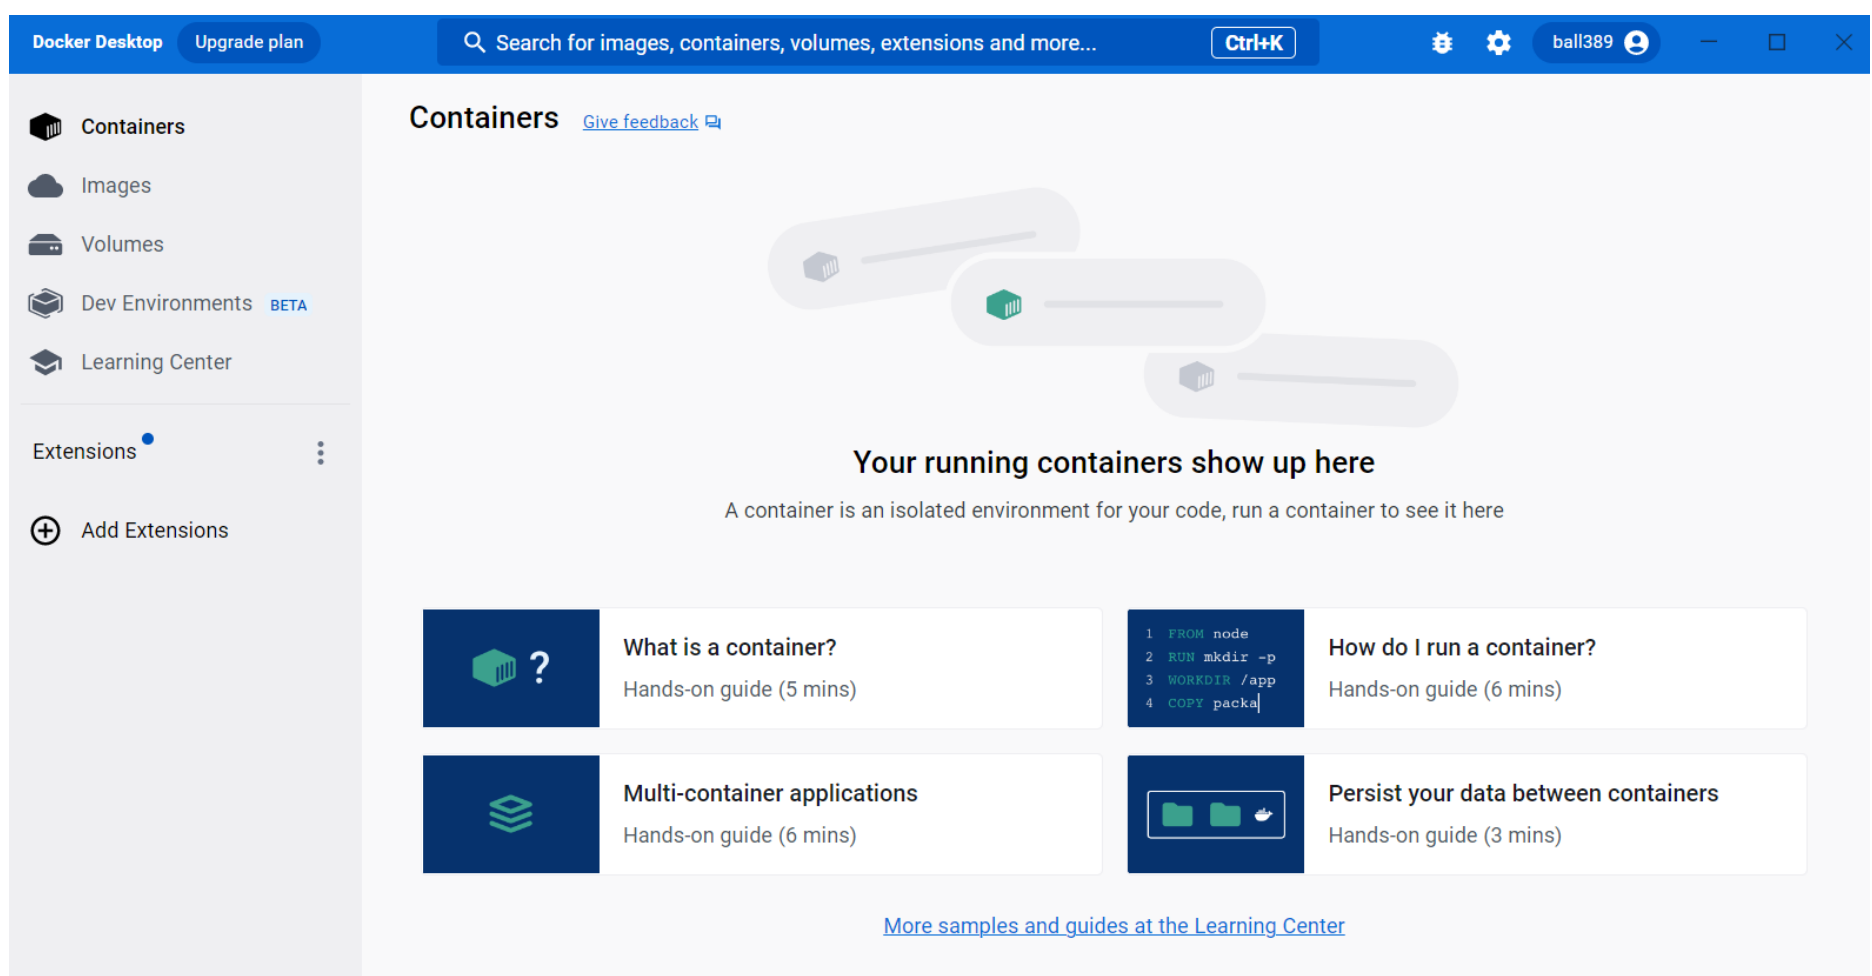 Docker Desktop Upgrade plan Search for images, containers, volumes, extensions and more... Ctrl+K ball389
Containers
Images
Volumes
Dev Environments BETA
Learning Center
Extensions
Add Extensions
Containers Give feedback
Your running containers show up here
A container is an isolated environment for your code, run a container to see it here
?
What is a container?
Hands-on guide (5 mins)
1 FROM node
2 RUN mkdir -p
3 WORKDIR /app
4 COPY packa
How do I run a container?
Hands-on guide (6 mins)
Multi-container applications
Hands-on guide (6 mins)
Persist your data between containers
Hands-on guide (3 mins)
More samples and guides at the Learning Center